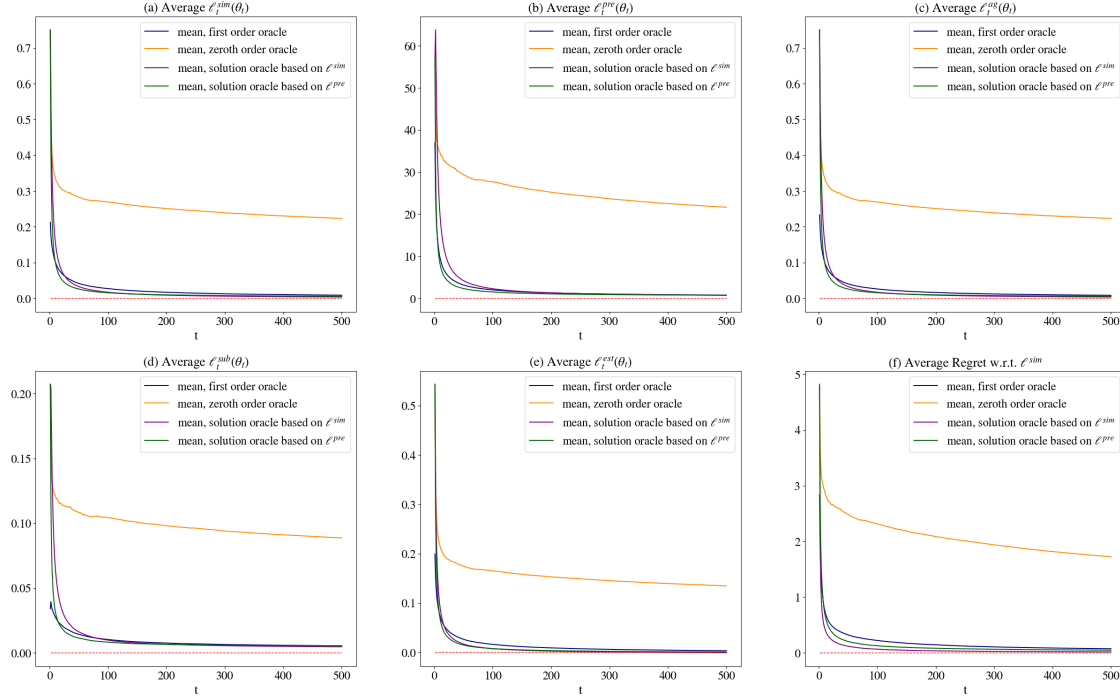 (a) Average ℓ_t^{sim}(θ_t)
0.7
0.6
0.5
0.4
0.3
0.2
0.1
0.0
mean, first order oracle
mean, zeroth order oracle
mean, solution oracle based on ℓ^{sim}
mean, solution oracle based on ℓ^{pre}
0 100 200 300 400 500
t
(b) Average ℓ_t^{pre}(θ_t)
60
50
40
30
20
10
0
mean, first order oracle
mean, zeroth order oracle
mean, solution oracle based on ℓ^{sim}
mean, solution oracle based on ℓ^{pre}
0 100 200 300 400 500
t
(c) Average ℓ_t^{ag}(θ_t)
0.7
0.6
0.5
0.4
0.3
0.2
0.1
0.0
mean, first order oracle
mean, zeroth order oracle
mean, solution oracle based on ℓ^{sim}
mean, solution oracle based on ℓ^{pre}
0 100 200 300 400 500
t
(d) Average ℓ_t^{sub}(θ_t)
0.20
0.15
0.10
0.05
0.00
mean, first order oracle
mean, zeroth order oracle
mean, solution oracle based on ℓ^{sim}
mean, solution oracle based on ℓ^{pre}
0 100 200 300 400 500
t
(e) Average ℓ_t^{est}(θ_t)
0.5
0.4
0.3
0.2
0.1
0.0
mean, first order oracle
mean, zeroth order oracle
mean, solution oracle based on ℓ^{sim}
mean, solution oracle based on ℓ^{pre}
0 100 200 300 400 500
t
(f) Average Regret w.r.t. ℓ^{sim}
5
4
3
2
1
0
mean, first order oracle
mean, zeroth order oracle
mean, solution oracle based on ℓ^{sim}
mean, solution oracle based on ℓ^{pre}
0 100 200 300 400 500
t